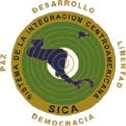 DESARROLLO
PAZ
LIBERTAD
SISTEMA DE LA INTEGRACION CENTROAMERICANA
SICA
DEMOCRACIA